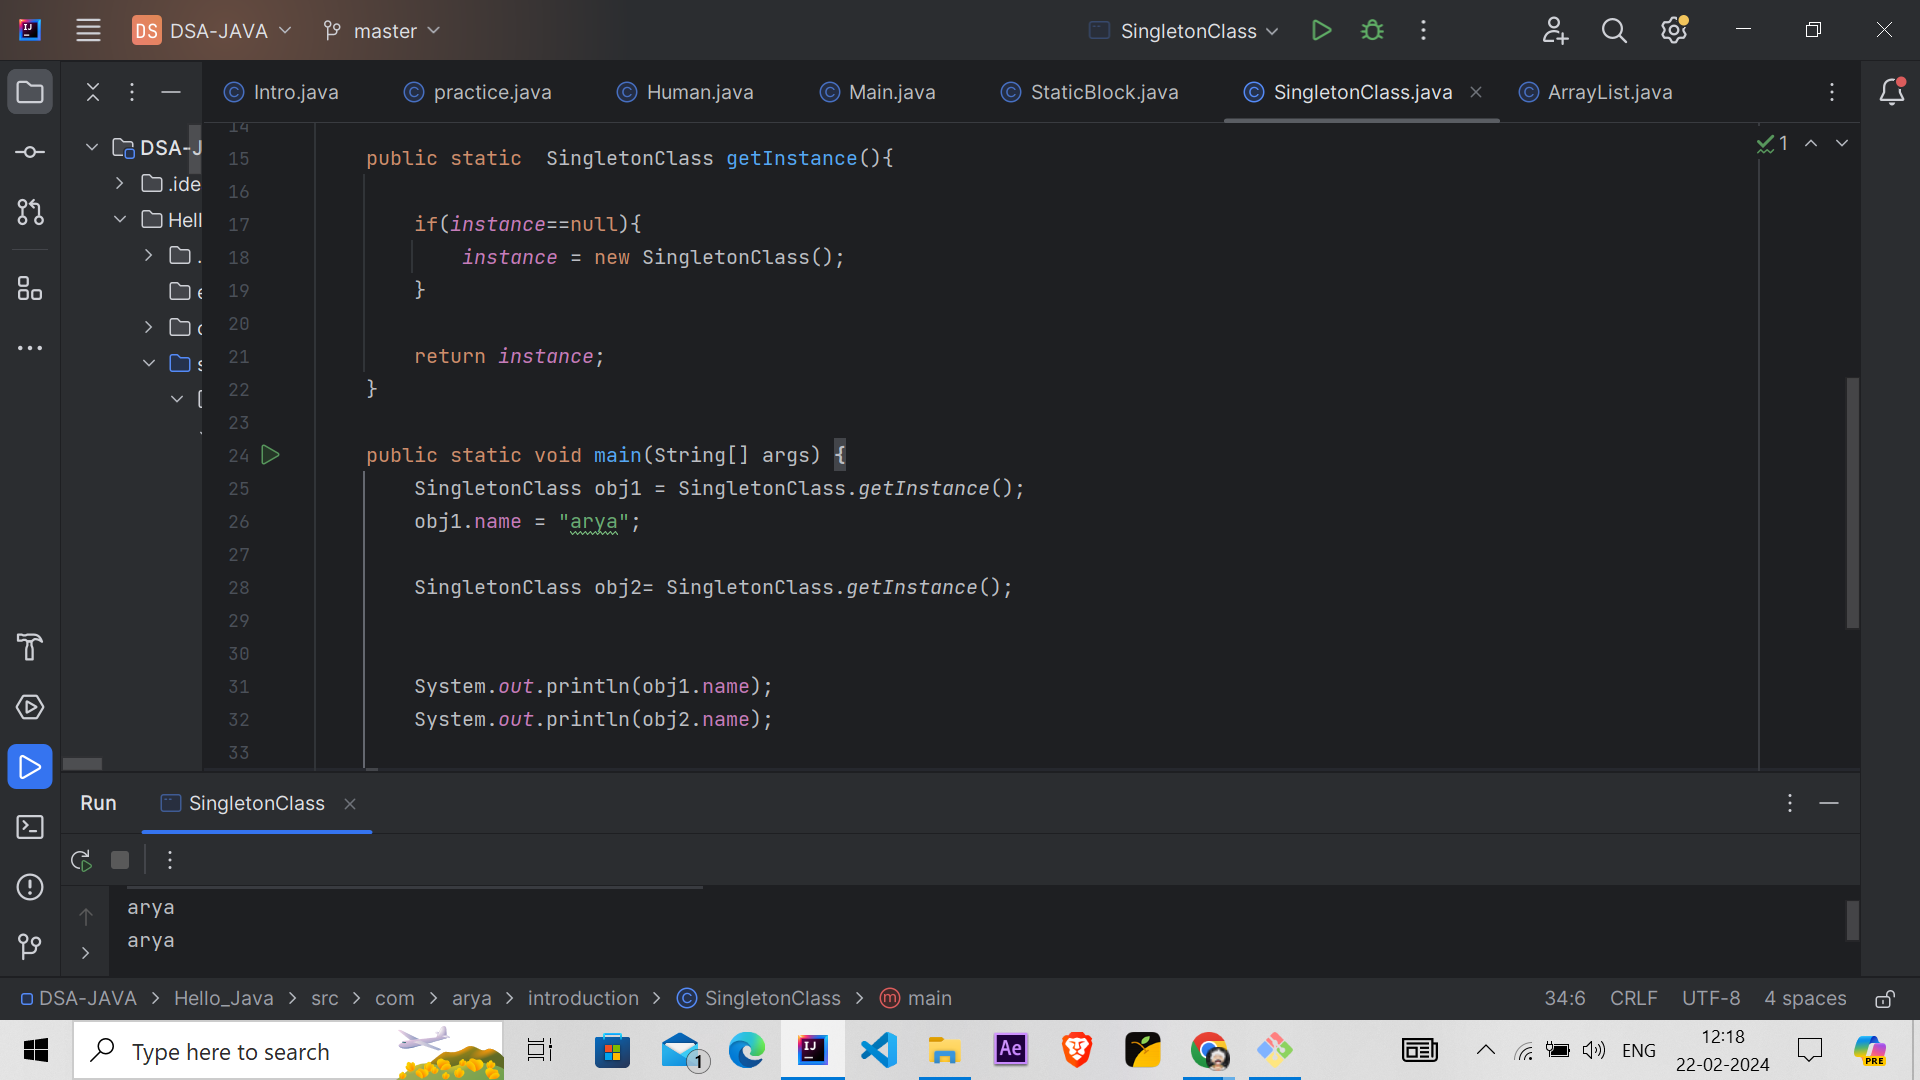 DS DSA-JAVA master SingletonClass
Intro.java practice.java Human.java Main.java StaticBlock.java SingletonClass.java ArrayList.java
DSA-J
.ide
Hell
14
15 public static  SingletonClass getInstance(){
16
17 if(instance==null){
18 instance = new SingletonClass();
19 }
20
21 return instance;
22 }
23
24 public static void main(String[] args) {
25 SingletonClass obj1 = SingletonClass.getInstance();
26 obj1.name = "arya";
27
28 SingletonClass obj2= SingletonClass.getInstance();
29
30
31 System.out.println(obj1.name);
32 System.out.println(obj2.name);
33
1
Run SingletonClass
arya
arya
DSA-JAVA > Hello_Java > src > com > arya > introduction > SingletonClass > main 34:6 CRLF UTF-8 4 spaces
Type here to search 1 Ae ENG 12:18
22-02-2024
PRE